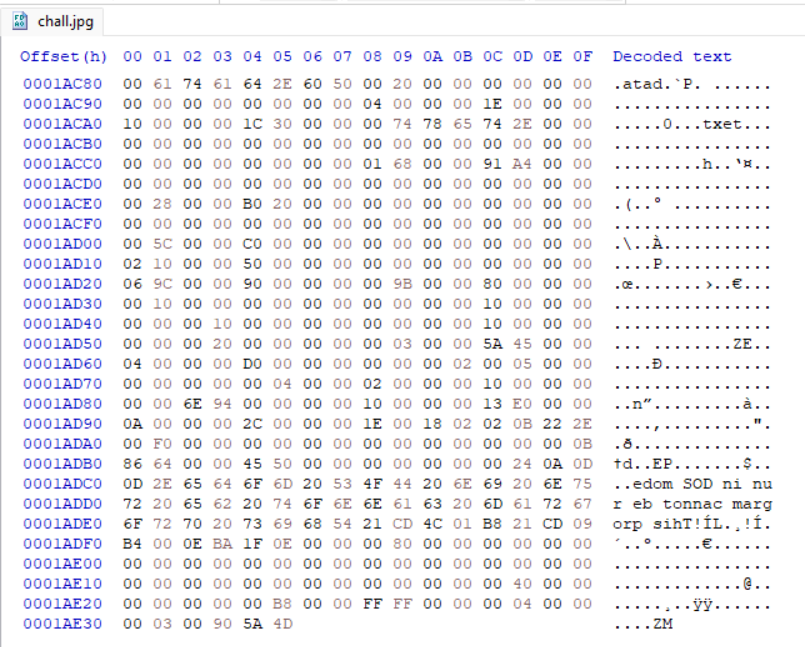 chall.jpg
Offset(h) 00 01 02 03 04 05 06 07 08 09 0A 0B 0C 0D 0E 0F Decoded text
0001AC80 00 61 74 61 64 2E 60 50 00 20 00 00 00 00 00 00 .atad.`P. ......
0001AC90 00 00 00 00 00 00 00 00 04 00 00 00 1E 00 00 00 ................
0001ACA0 10 00 00 00 1C 30 00 00 00 74 78 65 74 2E 00 00 .....0...txet...
0001ACB0 00 00 00 00 00 00 00 00 00 00 00 00 00 00 00 00 ................
0001ACC0 00 00 00 00 00 00 00 00 01 68 00 00 91 A4 00 00 .........h..‘¤..
0001ACD0 00 00 00 00 00 00 00 00 00 00 00 00 00 00 00 00 ................
0001ACE0 00 28 00 00 B0 20 00 00 00 00 00 00 00 00 00 00 .(..° ..........
0001ACF0 00 00 00 00 00 00 00 00 00 00 00 00 00 00 00 00 ................
0001AD00 00 5C 00 00 C0 00 00 00 00 00 00 00 00 00 00 00 .\..À...........
0001AD10 02 10 00 00 50 00 00 00 00 00 00 00 00 00 00 00 ....P...........
0001AD20 06 9C 00 00 90 00 00 00 00 9B 00 00 80 00 00 00 .œ.......›..€...
0001AD30 00 10 00 00 00 00 00 00 00 00 00 00 10 00 00 00 ................
0001AD40 00 00 00 10 00 00 00 00 00 00 00 00 10 00 00 00 ................
0001AD50 00 00 00 20 00 00 00 00 00 03 00 00 5A 45 00 00 ... ........ZE..
0001AD60 04 00 00 00 D0 00 00 00 00 00 00 02 00 05 00 00 ....Ð...........
0001AD70 00 00 00 00 00 04 00 00 02 00 00 00 10 00 00 00 ................
0001AD80 00 00 6E 94 00 00 00 00 10 00 00 00 13 E0 00 00 ..n”.........à..
0001AD90 0A 00 00 00 2C 00 00 00 1E 00 18 02 02 0B 22 2E ....,.........".
0001ADA0 00 F0 00 00 00 00 00 00 00 00 00 00 00 00 00 0B .ð..............
0001ADB0 86 64 00 00 45 50 00 00 00 00 00 00 00 24 0A 0D †d..EP.......$..
0001ADC0 0D 2E 65 64 6F 6D 20 53 4F 44 20 6E 69 20 6E 75 ..edom SOD ni nu
0001ADD0 72 20 65 62 20 74 6F 6E 6E 61 63 20 6D 61 72 67 r eb tonnac marg
0001ADE0 6F 72 70 20 73 69 68 54 21 CD 4C 01 B8 21 CD 09 orp sihT!ÍL.¸!Í.
0001ADF0 B4 00 0E BA 1F 0E 00 00 00 80 00 00 00 00 00 00 ´..º.....€......
0001AE00 00 00 00 00 00 00 00 00 00 00 00 00 00 00 00 00 ................
0001AE10 00 00 00 00 00 00 00 00 00 00 00 00 00 40 00 00 .............@..
0001AE20 00 00 00 00 00 B8 00 00 FF FF 00 00 00 04 00 00 .....¸..ÿÿ......
0001AE30 00 03 00 90 5A 4D ....ZM